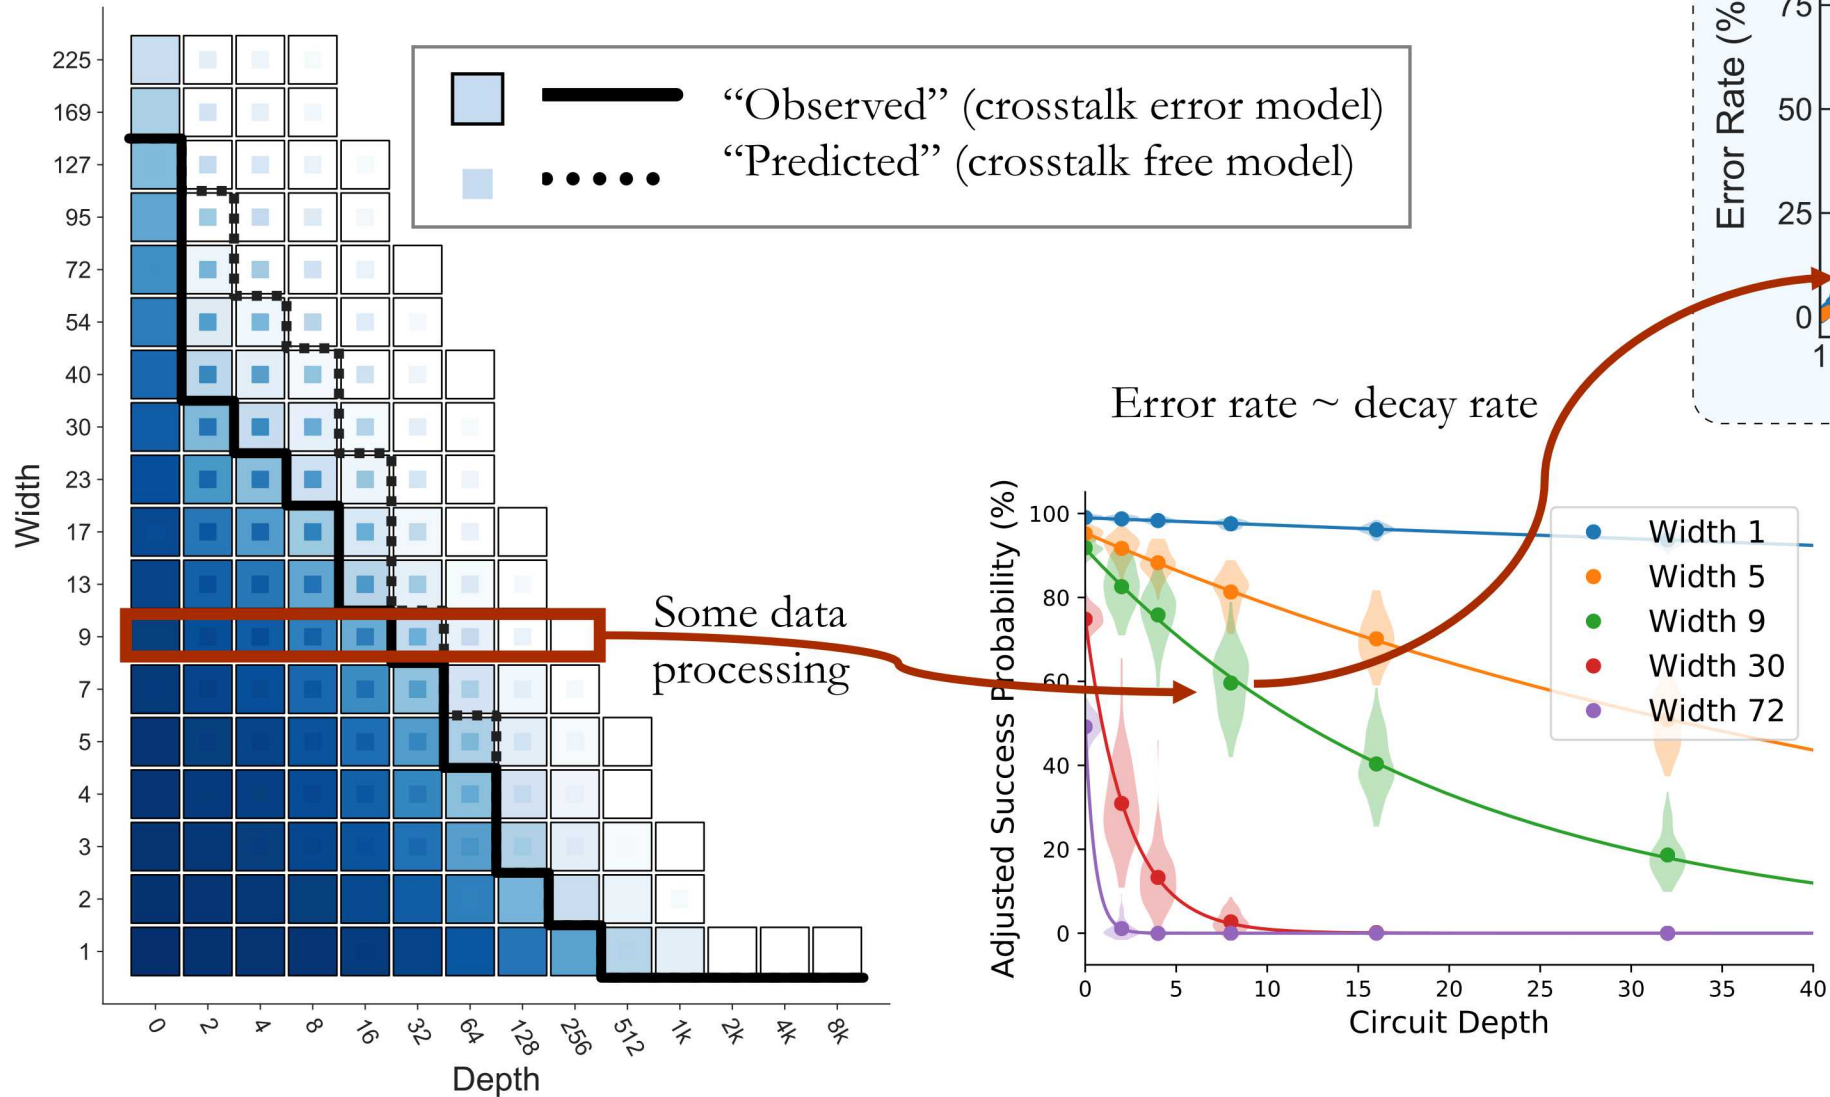 225
169
127
95
72
54
40
30
23
17
13
9
7
5
4
3
2
1
Width
0 2 4 8 16 32 64 128 256 512 1k 2k 4k 8k
Depth
“Observed” (crosstalk error model)
“Predicted” (crosstalk free model)
Some data
processing
Error rate ~ decay rate
Error Rate (%
75
50
25
0
1
Adjusted Success Probability (%)
100
80
60
40
20
0
0 5 10 15 20 25 30 35 40
Circuit Depth
Width 1
Width 5
Width 9
Width 30
Width 72